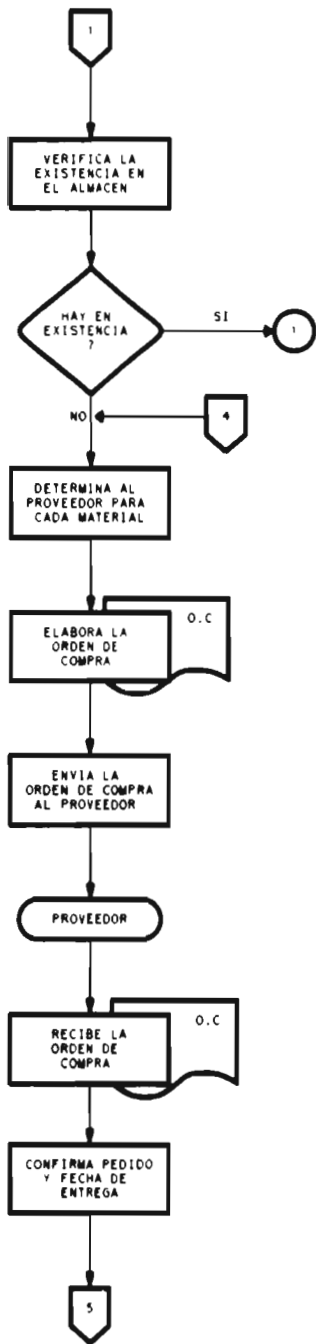 1
VERIFICA LA
EXISTENCIA EN
EL ALMACEN
HAY EN
EXISTENCIA
?
SI
1
NO
4
DETERMINA AL
PROVEEDOR PARA
CADA MATERIAL
O.C
ELABORA LA
ORDEN DE
COMPRA
ENVIA LA
ORDEN DE COMPRA
AL PROVEEDOR
PROVEEDOR
O.C
RECIBE LA
ORDEN DE
COMPRA
CONFIRMA PEDIDO
Y FECHA DE
ENTREGA
5